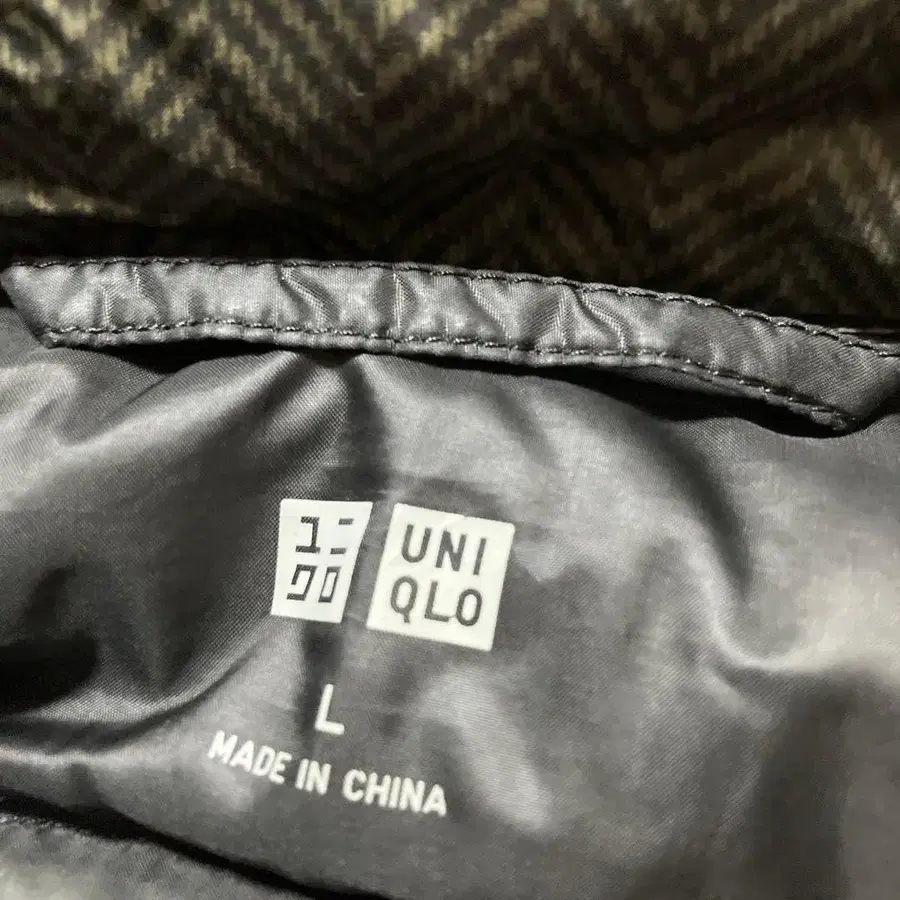 ユニ
クロ
UNI
QLO
L
MADE IN CHINA